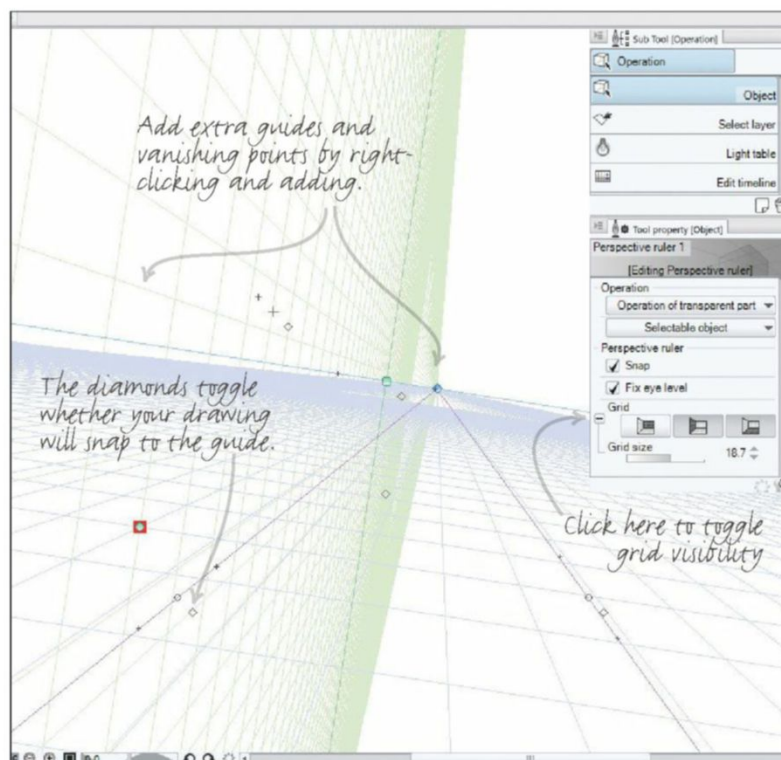 Sub Tool [Operation]
Operation
Object
Select layer
Light table
Edit timeline
Add extra guides and
vanishing points by right-
clicking and adding.
Tool property [Object]
Perspective ruler 1
[Editing Perspective ruler]
Operation
Operation of transparent part
Selectable object
Perspective ruler
Snap
Fix eye level
Grid
Grid size
18.7
The diamonds toggle
whether your drawing
will snap to the guide.
Click here to toggle
grid visibility